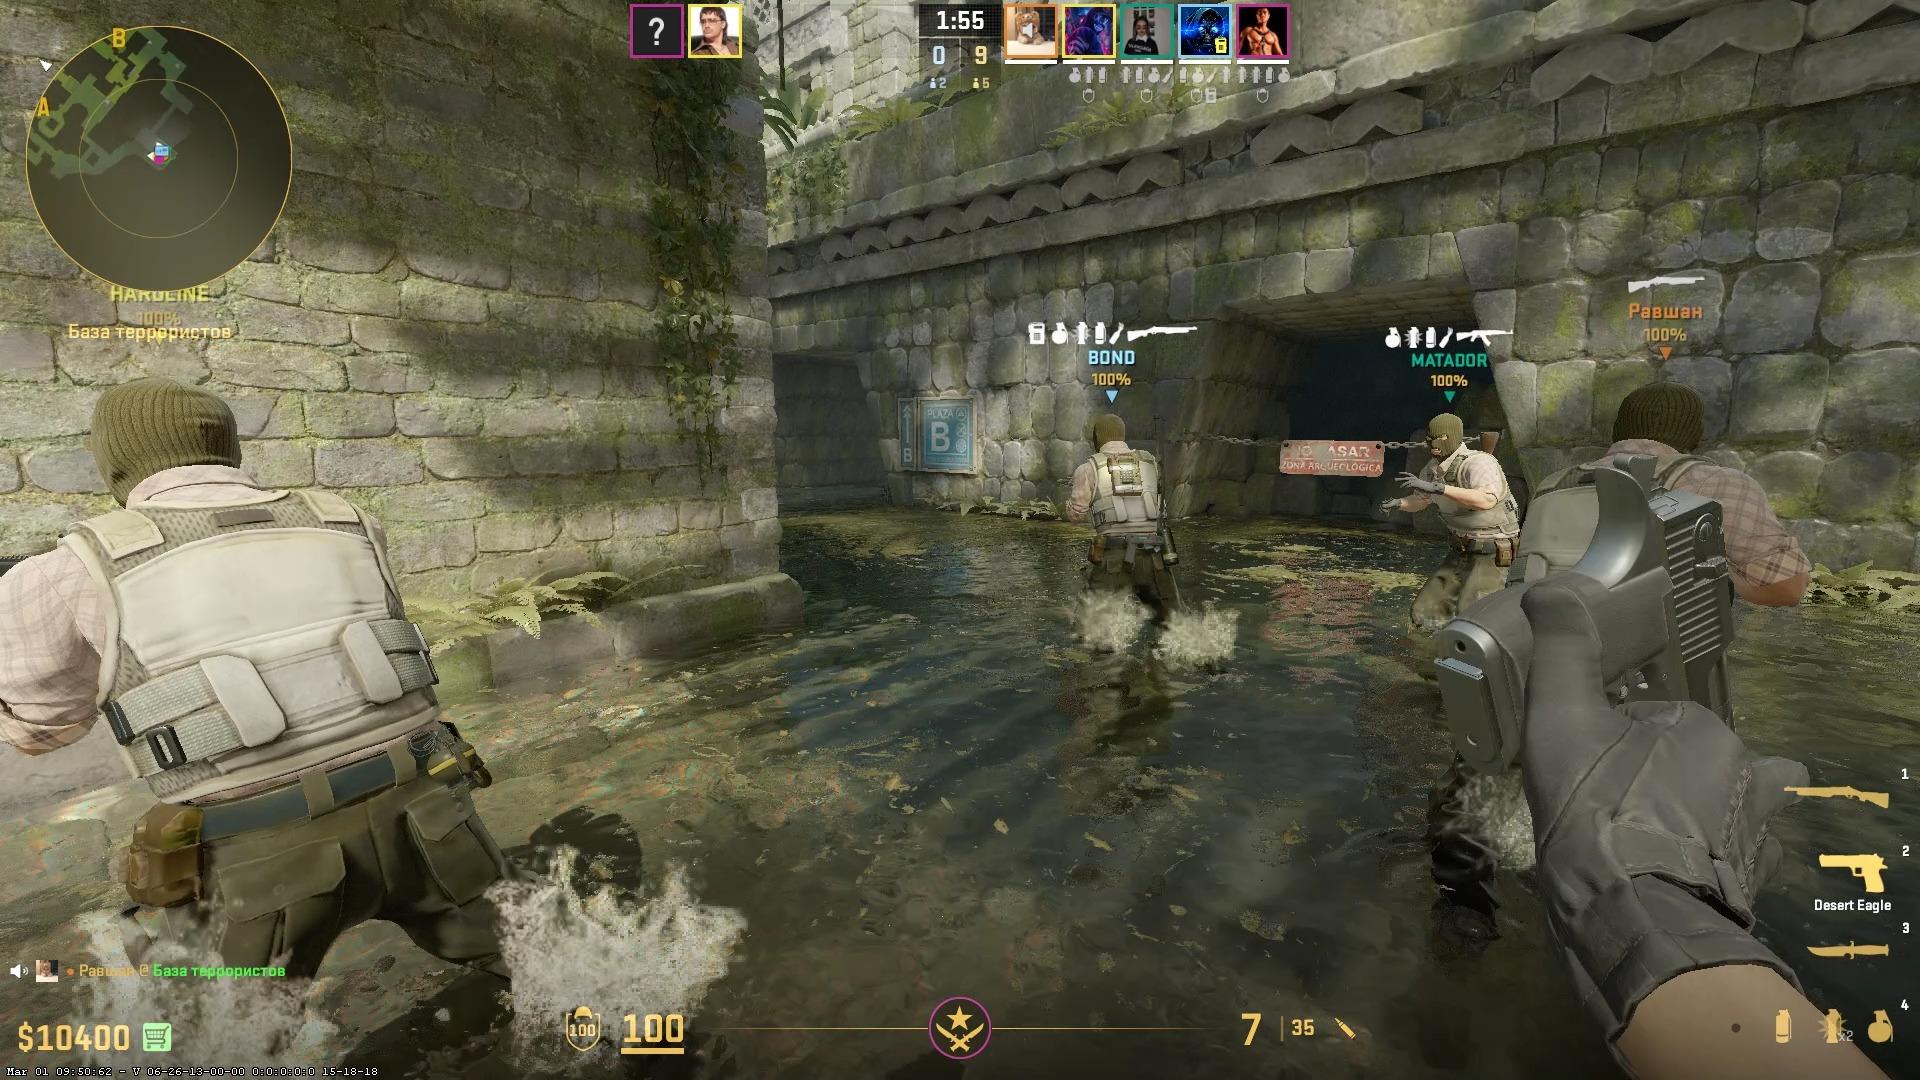 ?
1:55
0 9
2 5
B
A
HARDLINE
100%
База террористов
BOND
100%
MATADOR
100%
Равшан
100%
PLAZA
B
B
ASAR
ZONA ARQUEOLÓGICA
1
2
Desert Eagle
3
4
x2
Равшан @ База террористов
$10400
100
100
7 35
Mar 01 09:50:62 - V 06-26-13-00-00 0:0:0:0:0 15-18-18